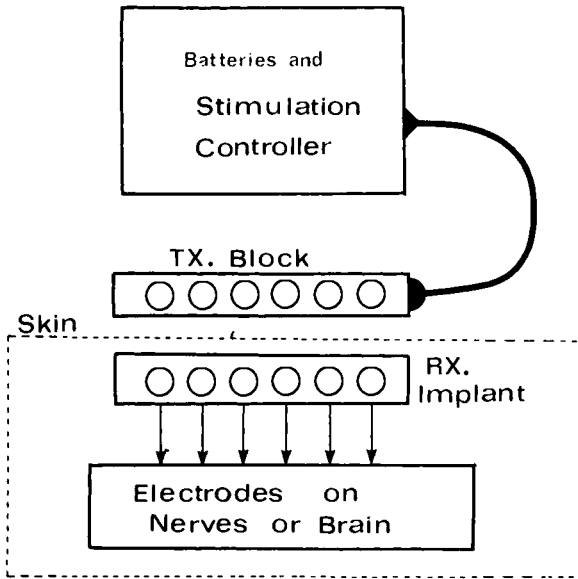 Batteries and
Stimulation
Controller
TX. Block
Skin
RX.
Implant
Electrodes on
Nerves or Brain